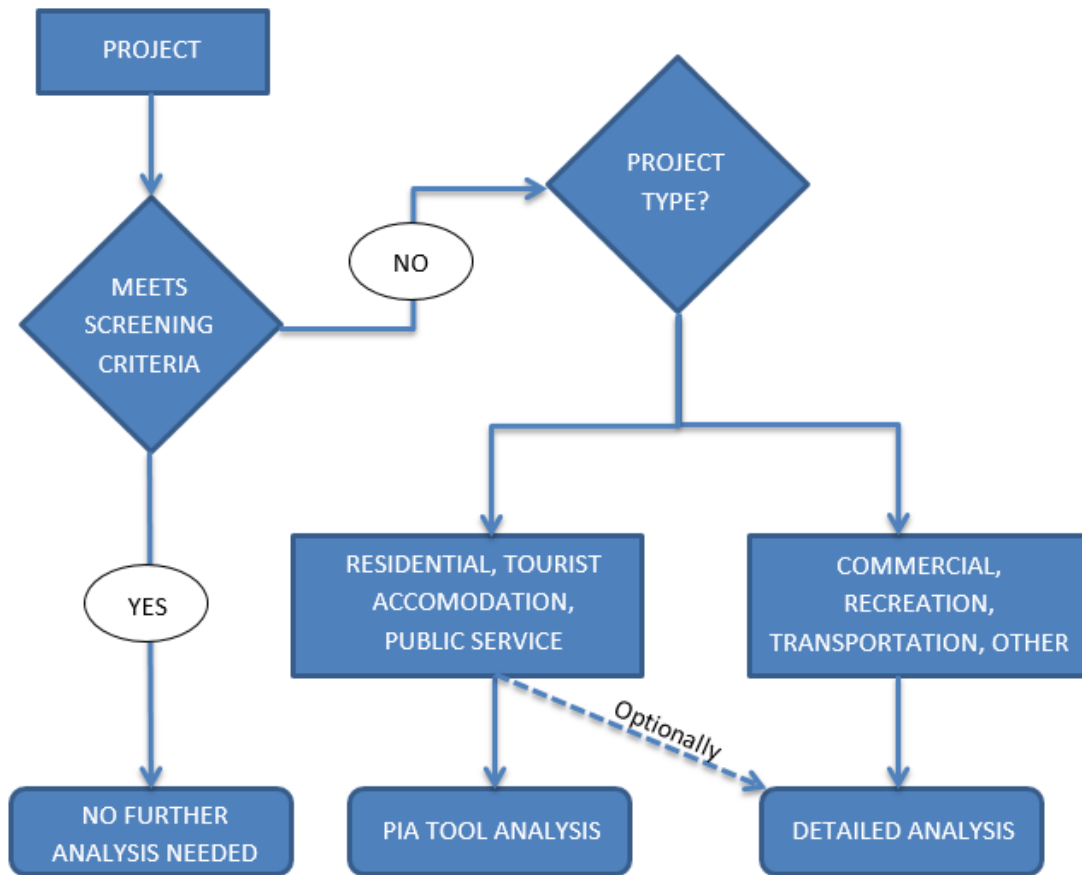 PROJECT
MEETS
SCREENING
CRITERIA
NO
PROJECT
TYPE?
YES
RESIDENTIAL, TOURIST
ACCOMODATION,
PUBLIC SERVICE
COMMERCIAL,
RECREATION,
TRANSPORTATION, OTHER
Optionally
NO FURTHER
ANALYSIS NEEDED
PIA TOOL ANALYSIS
DETAILED ANALYSIS